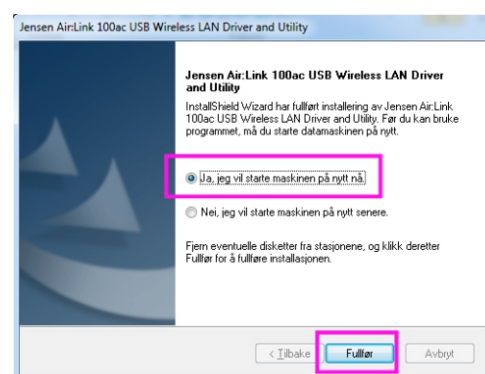 Jensen Air:Link 100ac USB Wireless LAN Driver and Utility
Jensen Air:Link 100ac USB Wireless LAN Driver
and Utility
InstallShield Wizard har fullført installering av Jensen Air:Link
100ac USB Wireless LAN Driver and Utility. Før du kan bruke
programmet, må du starte datamaskinen på nytt.
Ja, jeg vil starte maskinen på nytt nå.
Nei, jeg vil starte maskinen på nytt senere.
Fjern eventuelle disketter fra stasjonene, og klikk deretter
Fullfør for å fullføre installasjonen.
< Tilbake
Fullfør
Avbryt